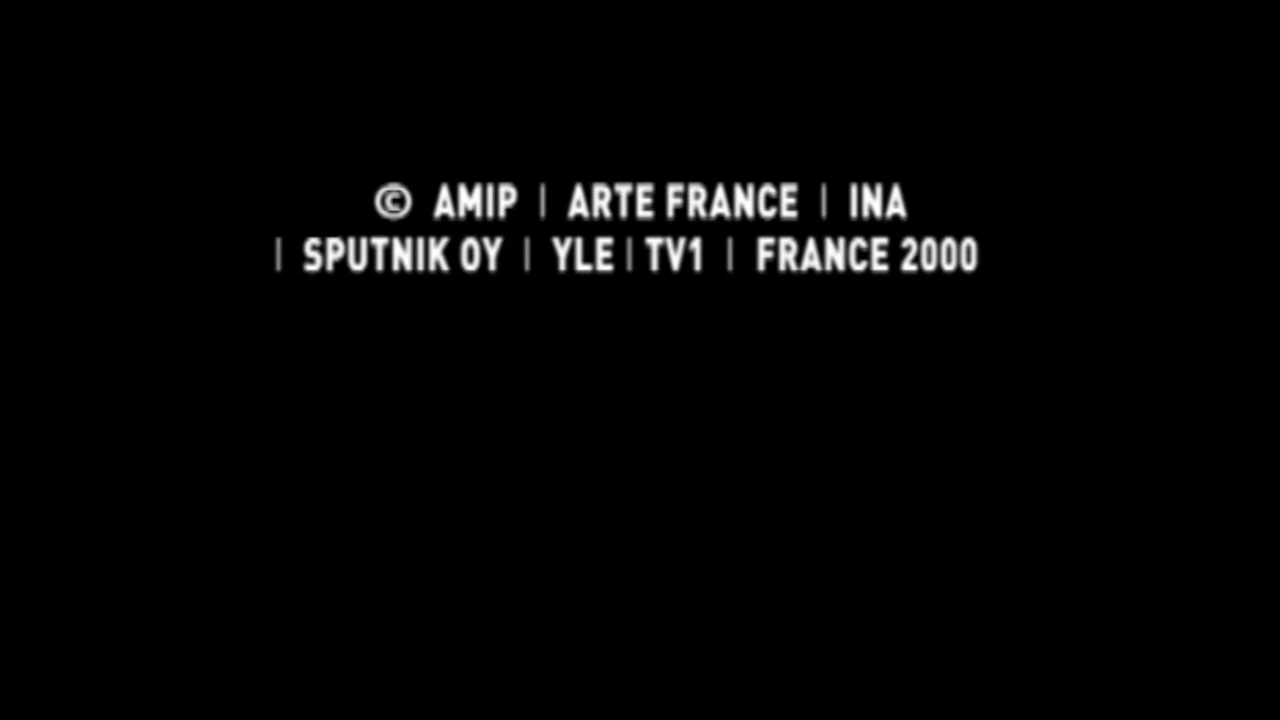 © AMIP | ARTE FRANCE | INA
| SPUTNIK OY | YLE | TV1 | FRANCE 2000